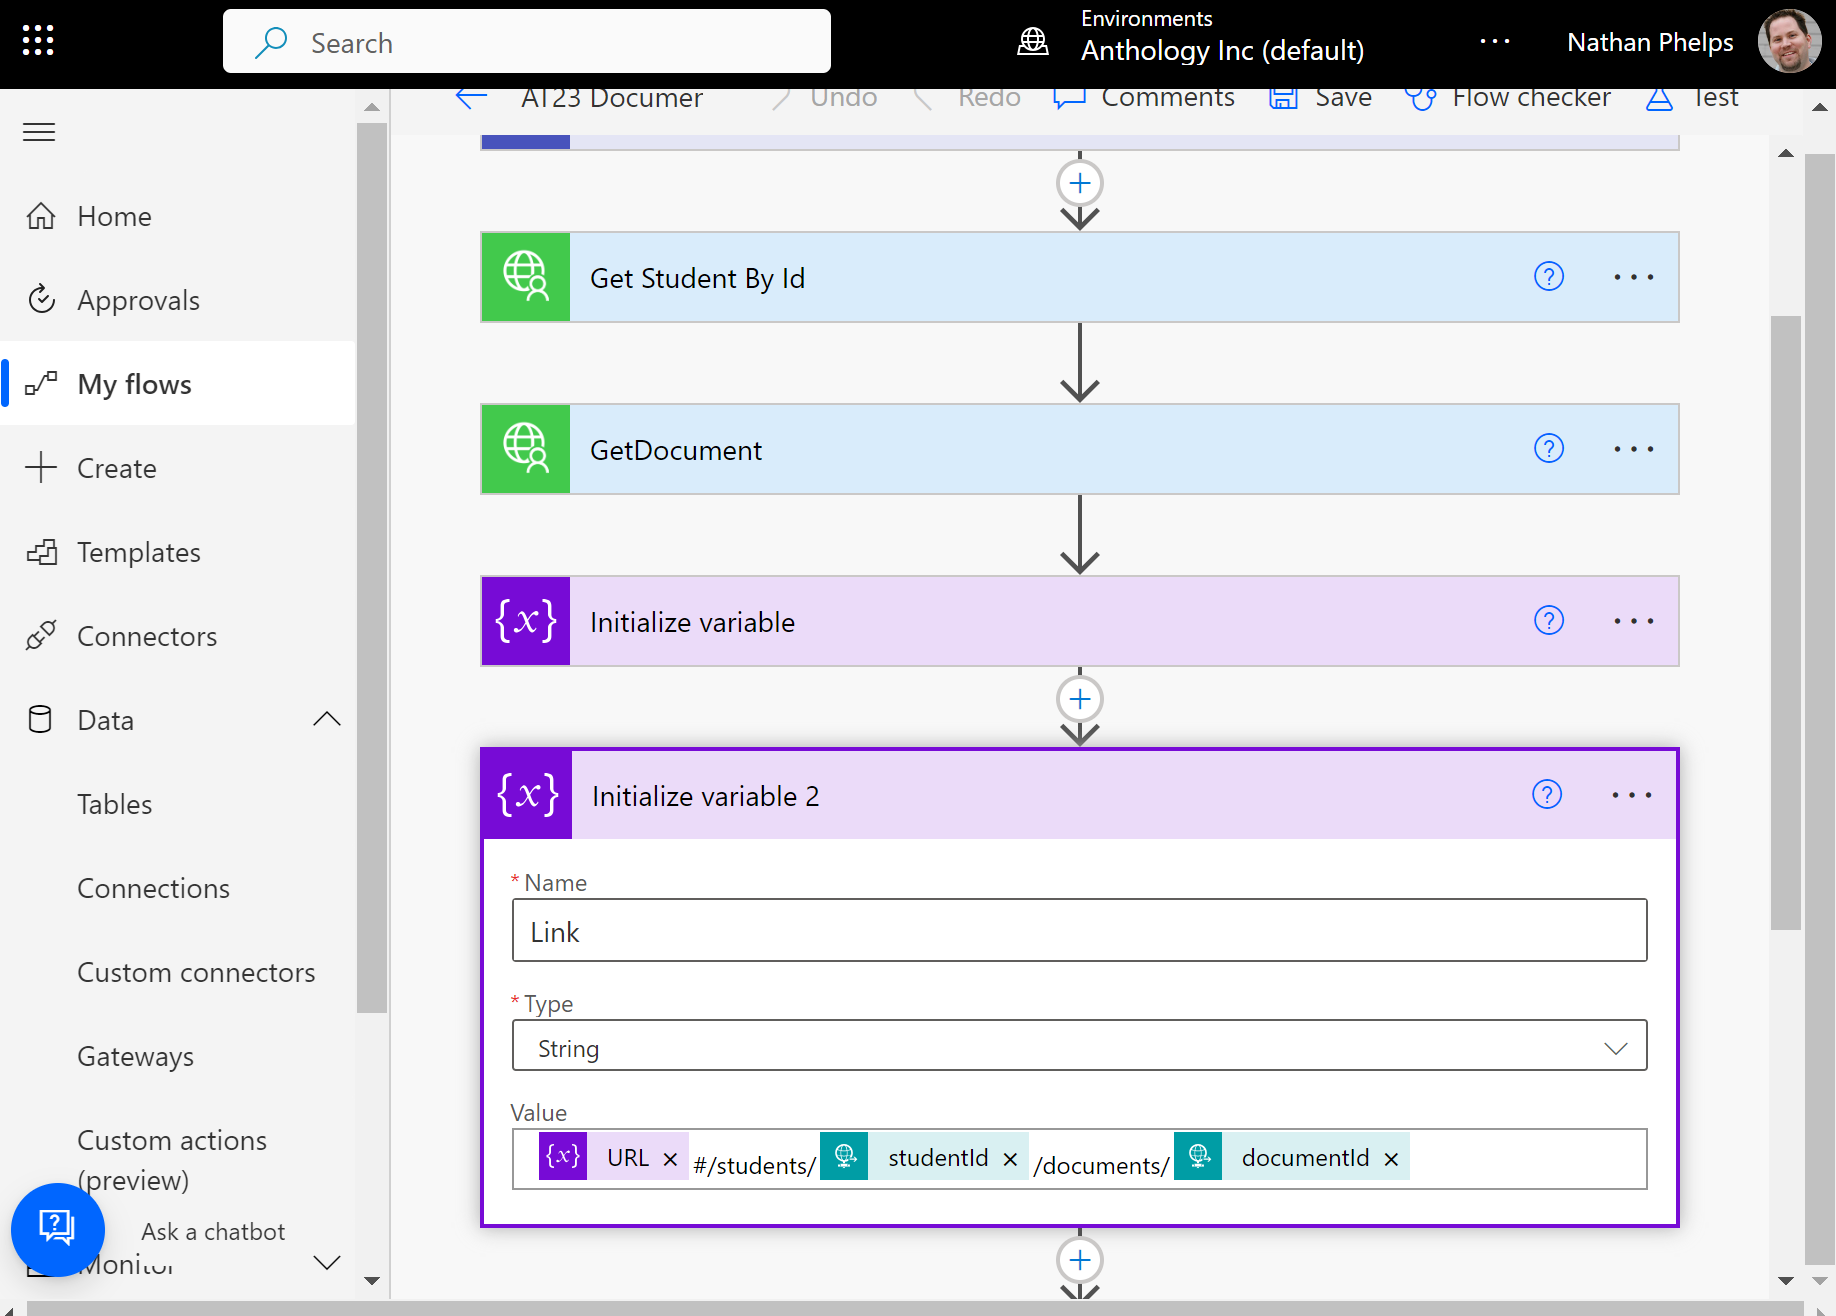 Search
Environments
Anthology Inc (default)
...
Nathan Phelps
AT23 Documer
Undo
Redo
Comments
Save
Flow checker
Test
Home
Approvals
My flows
Create
Templates
Connectors
Data
Tables
Connections
Custom connectors
Gateways
Custom actions
(preview)
Ask a chatbot
Monitor
Get Student By Id
?
...
GetDocument
?
...
{x}
Initialize variable
?
...
{x}
Initialize variable 2
?
...
* Name
Link
* Type
String
Value
{x} URL × #/students/ studentId × /documents/ documentId ×